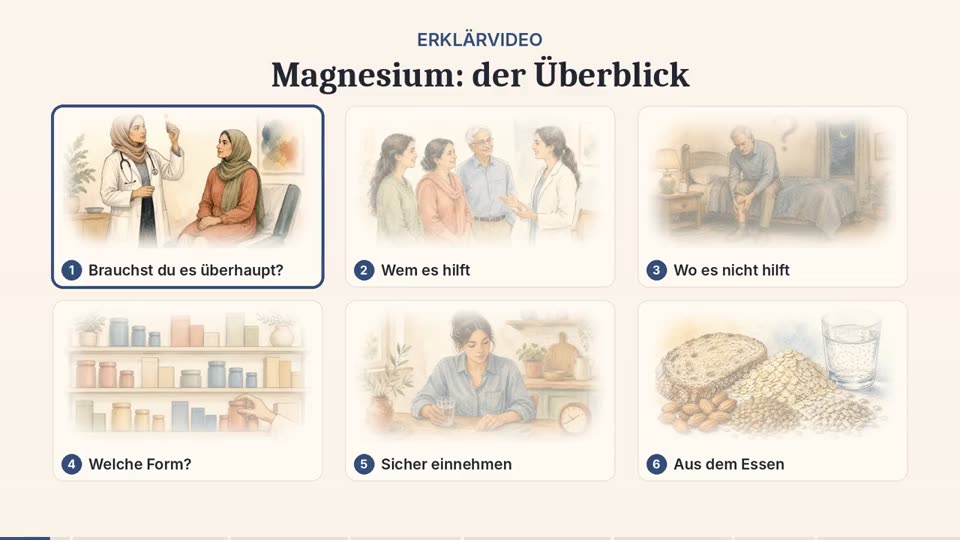 ERKLÄRVIDEO
Magnesium: der Überblick
1 Brauchst du es überhaupt?
2 Wem es hilft
3 Wo es nicht hilft
4 Welche Form?
5 Sicher einnehmen
6 Aus dem Essen